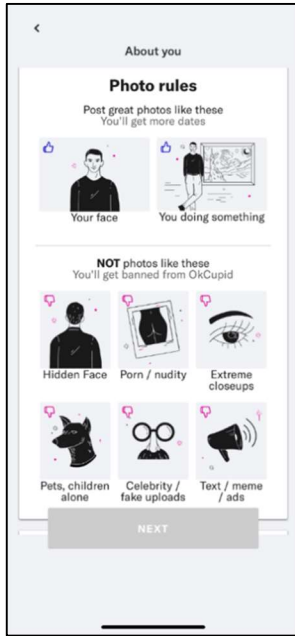 About you
Photo rules
Post great photos like these
You'll get more dates
Your face
You doing something
NOT photos like these
You'll get banned from OkCupid
Hidden Face
Porn / nudity
Extreme
closeups
Pets, children
alone
Celebrity /
fake uploads
Text / meme
/ ads
NEXT